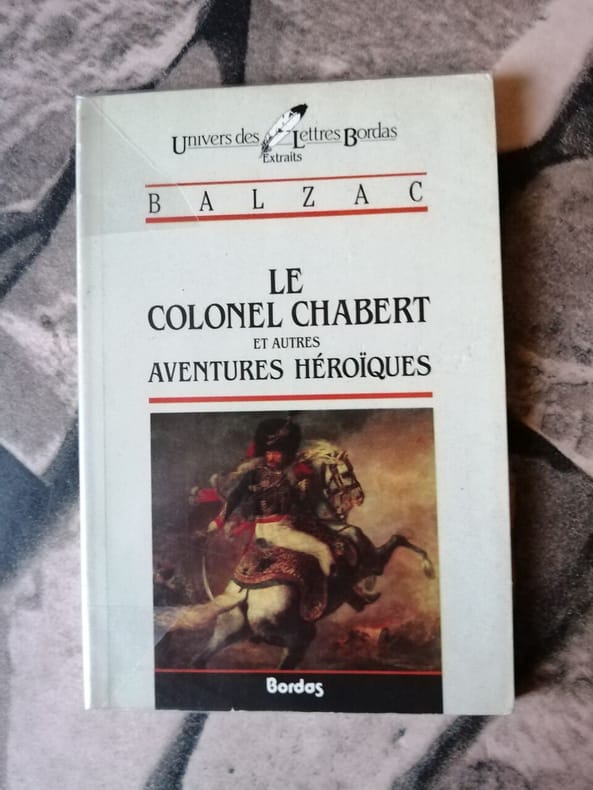 Univers des Lettres Bordas
Extraits
BALZAC
LE
COLONEL CHABERT
ET AUTRES
AVENTURES HÉROÏQUES
Bordas